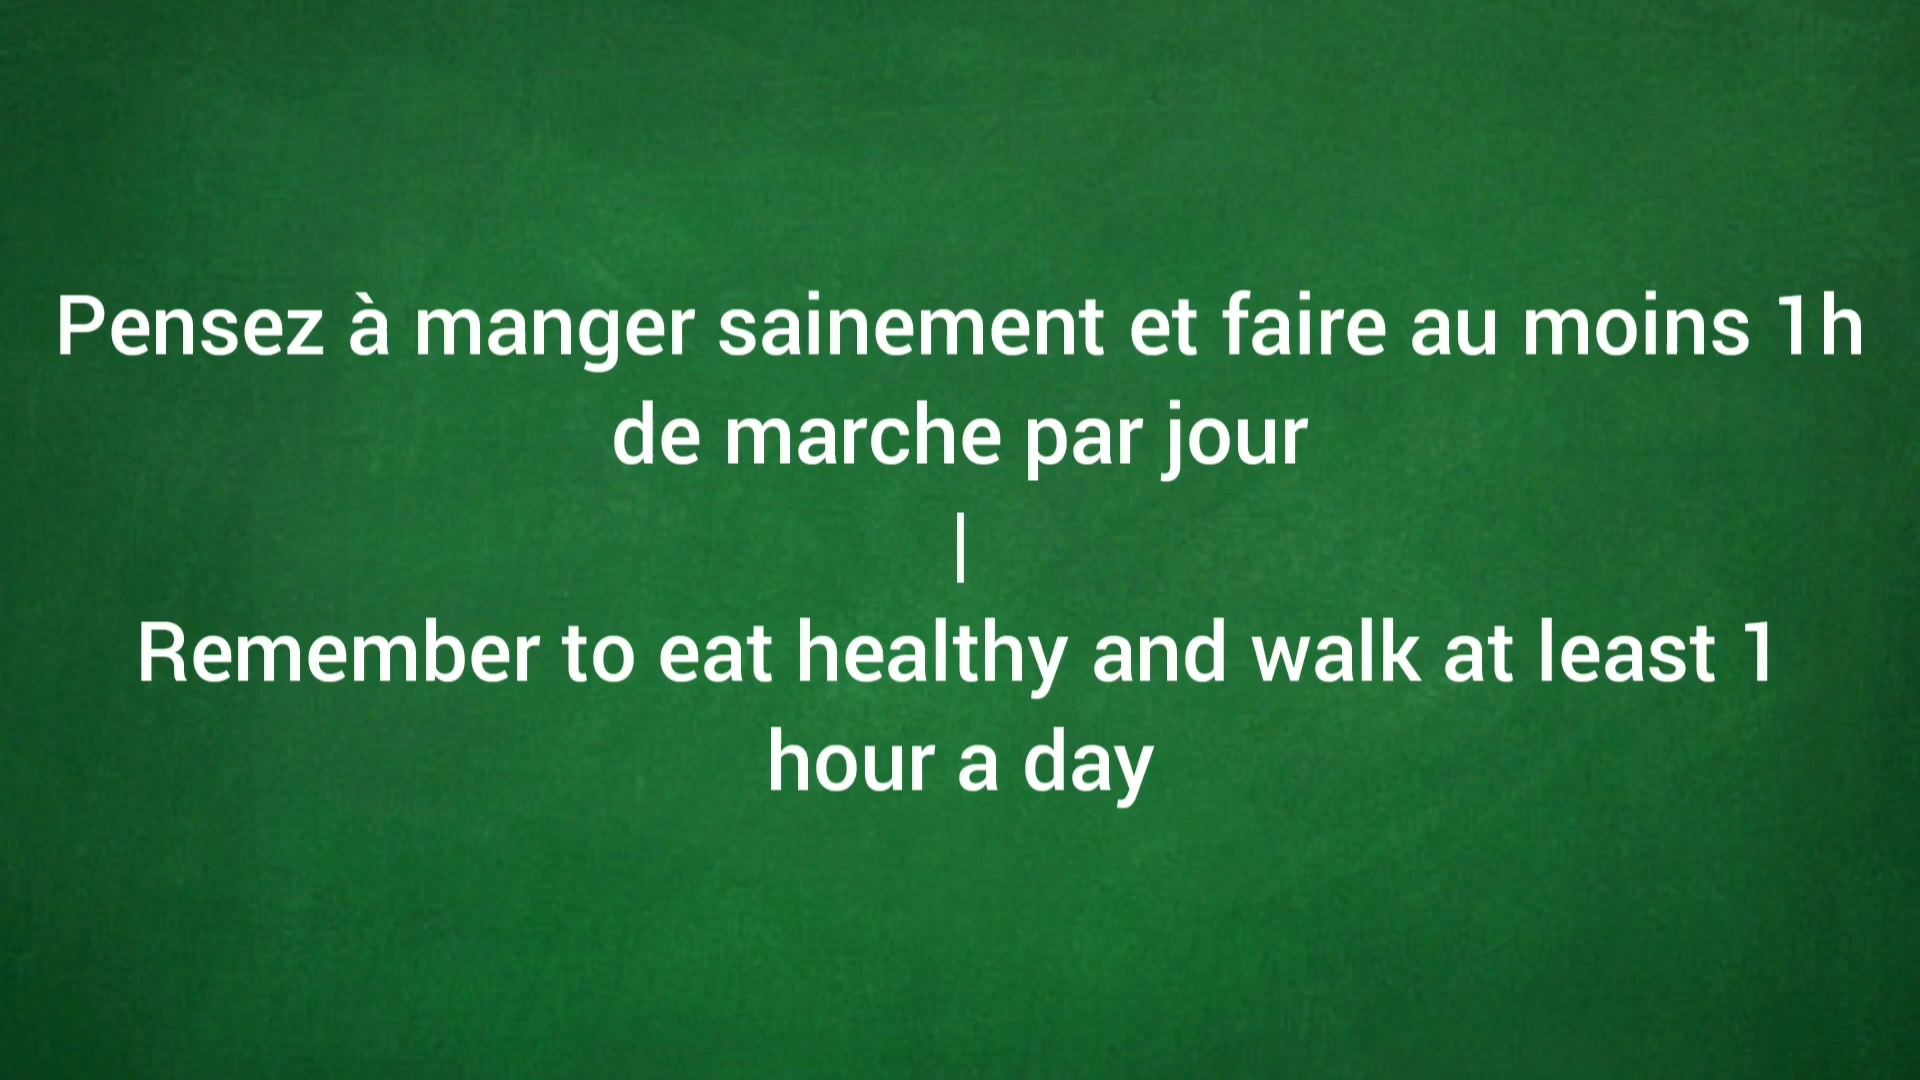 Pensez à manger sainement et faire au moins 1h
de marche par jour
|
Remember to eat healthy and walk at least 1
hour a day